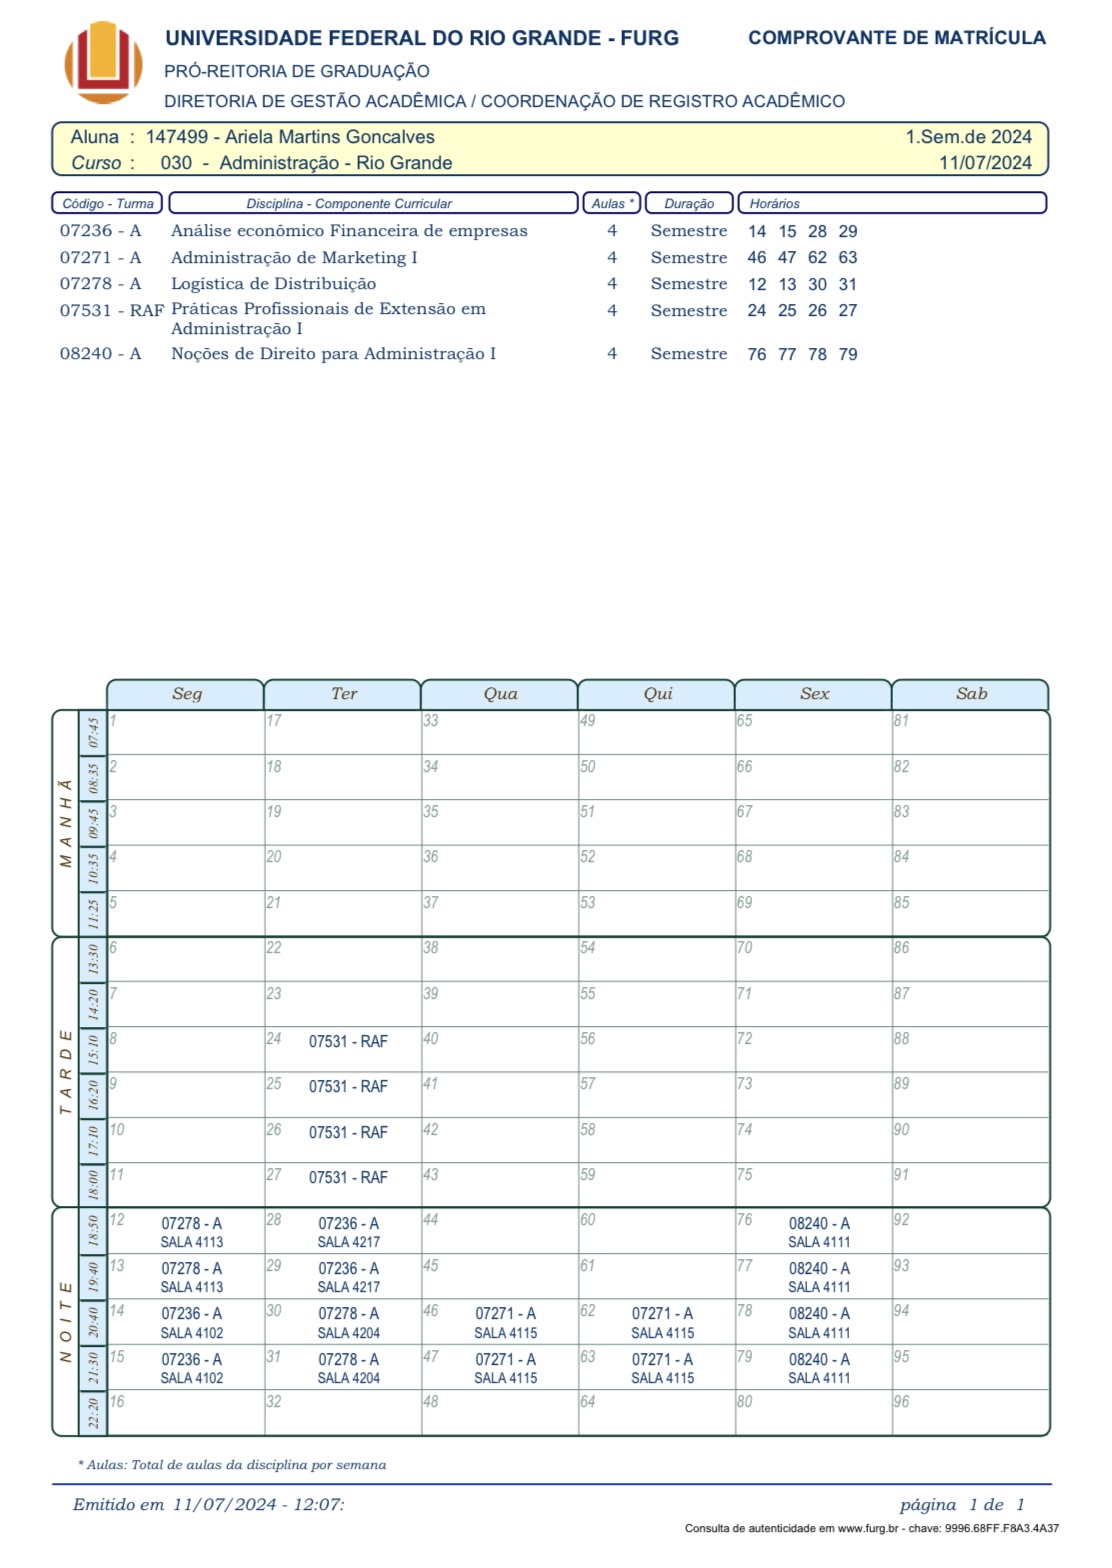 UNIVERSIDADE FEDERAL DO RIO GRANDE - FURG COMPROVANTE DE MATRÍCULA
PRÓ-REITORIA DE GRADUAÇÃO
DIRETORIA DE GESTÃO ACADÊMICA / COORDENAÇÃO DE REGISTRO ACADÊMICO
Aluna : 147499 - Ariela Martins Goncalves 1.Sem.de 2024
Curso : 030 - Administração - Rio Grande 11/07/2024
Código - Turma Disciplina - Componente Curricular Aulas * Duração Horários
07236 - A Análise econômico Financeira de empresas 4 Semestre 14 15 28 29
07271 - A Administração de Marketing I 4 Semestre 46 47 62 63
07278 - A Logística de Distribuição 4 Semestre 12 13 30 31
07531 - RAF Práticas Profissionais de Extensão em 4 Semestre 24 25 26 27
Administração I
08240 - A Noções de Direito para Administração I 4 Semestre 76 77 78 79
Seg Ter Qua Qui Sex Sab
MANHÃ
07:45 1 17 33 49 65 81
08:35 2 18 34 50 66 82
09:45 3 19 35 51 67 83
10:35 4 20 36 52 68 84
11:25 5 21 37 53 69 85
TARDE
13:30 6 22 38 54 70 86
14:20 7 23 39 55 71 87
15:10 8 24 07531 - RAF 40 56 72 88
16:20 9 25 07531 - RAF 41 57 73 89
17:10 10 26 07531 - RAF 42 58 74 90
18:00 11 27 07531 - RAF 43 59 75 91
NOITE
18:50 12 07278 - A 28 07236 - A 44 60 76 08240 - A 92
SALA 4113 SALA 4217 SALA 4111
19:40 13 07278 - A 29 07236 - A 45 61 77 08240 - A 93
SALA 4113 SALA 4217 SALA 4111
20:40 14 07236 - A 30 07278 - A 46 07271 - A 62 07271 - A 78 08240 - A 94
SALA 4102 SALA 4204 SALA 4115 SALA 4115 SALA 4111
21:30 15 07236 - A 31 07278 - A 47 07271 - A 63 07271 - A 79 08240 - A 95
SALA 4102 SALA 4204 SALA 4115 SALA 4115 SALA 4111
22:20 16 32 48 64 80 96
* Aulas: Total de aulas da disciplina por semana
Emitido em 11/07/2024 - 12:07: página 1 de 1
Consulta de autenticidade em www.furg.br - chave: 9996.68FF.F8A3.4A37